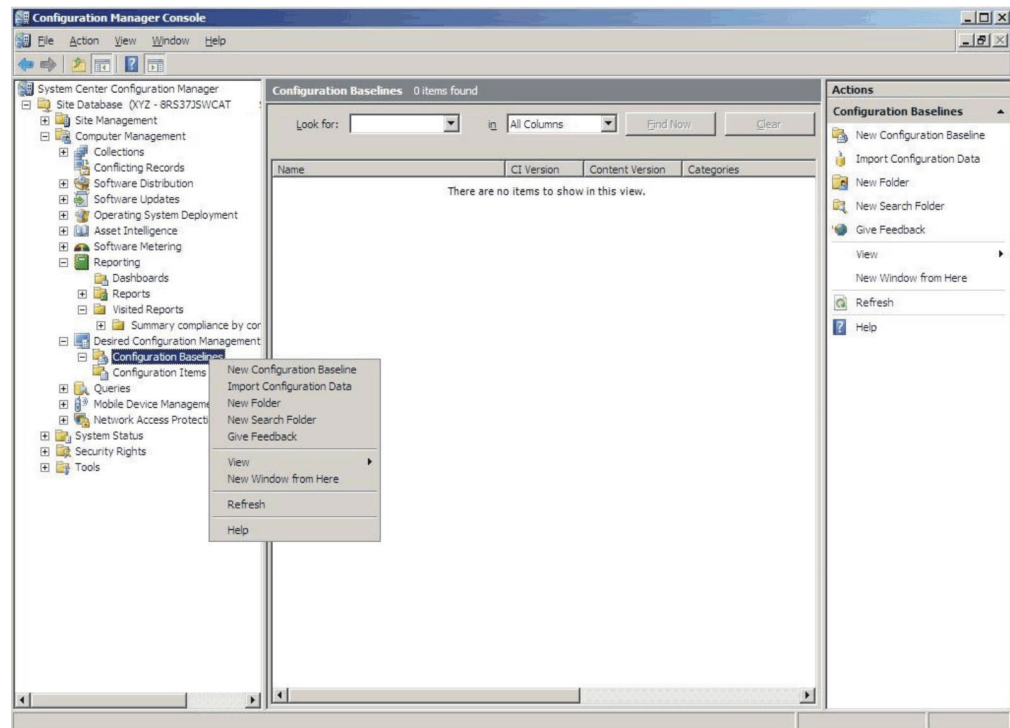 Configuration Manager Console
File Action View Window Help
System Center Configuration Manager
Site Database (XYZ - 8RS37JSWCAT
Site Management
Computer Management
Collections
Conflicting Records
Software Distribution
Software Updates
Operating System Deployment
Asset Intelligence
Software Metering
Reporting
Dashboards
Reports
Visited Reports
Summary compliance by cor
Desired Configuration Management
Configuration Baselines
Configuration Items
Queries
Mobile Device Manageme
Network Access Protecti
System Status
Security Rights
Tools
New Configuration Baseline
Import Configuration Data
New Folder
New Search Folder
Give Feedback
View
New Window from Here
Refresh
Help
Configuration Baselines 0 items found
Look for: in All Columns Find Now Clear
Name CI Version Content Version Categories
There are no items to show in this view.
Actions
Configuration Baselines
New Configuration Baseline
Import Configuration Data
New Folder
New Search Folder
Give Feedback
View
New Window from Here
Refresh
Help